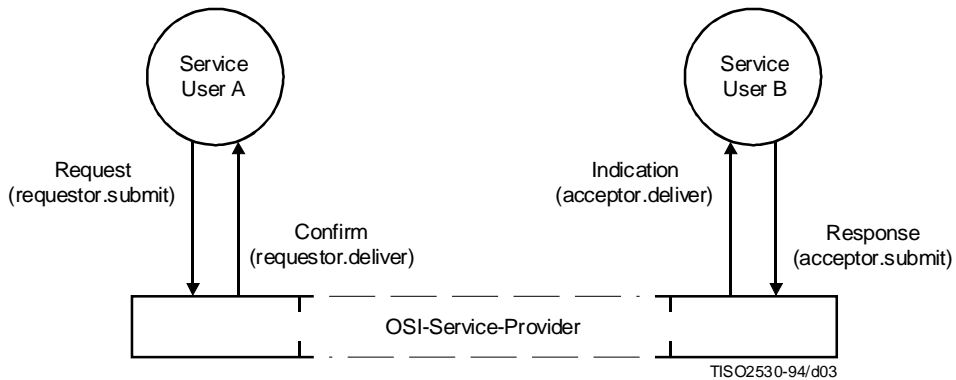 Service
User A
Service
User B
Request
(requestor.submit)
Indication
(acceptor.deliver)
Confirm
(requestor.deliver)
Response
(acceptor.submit)
OSI-Service-Provider
TISO2530-94/d03